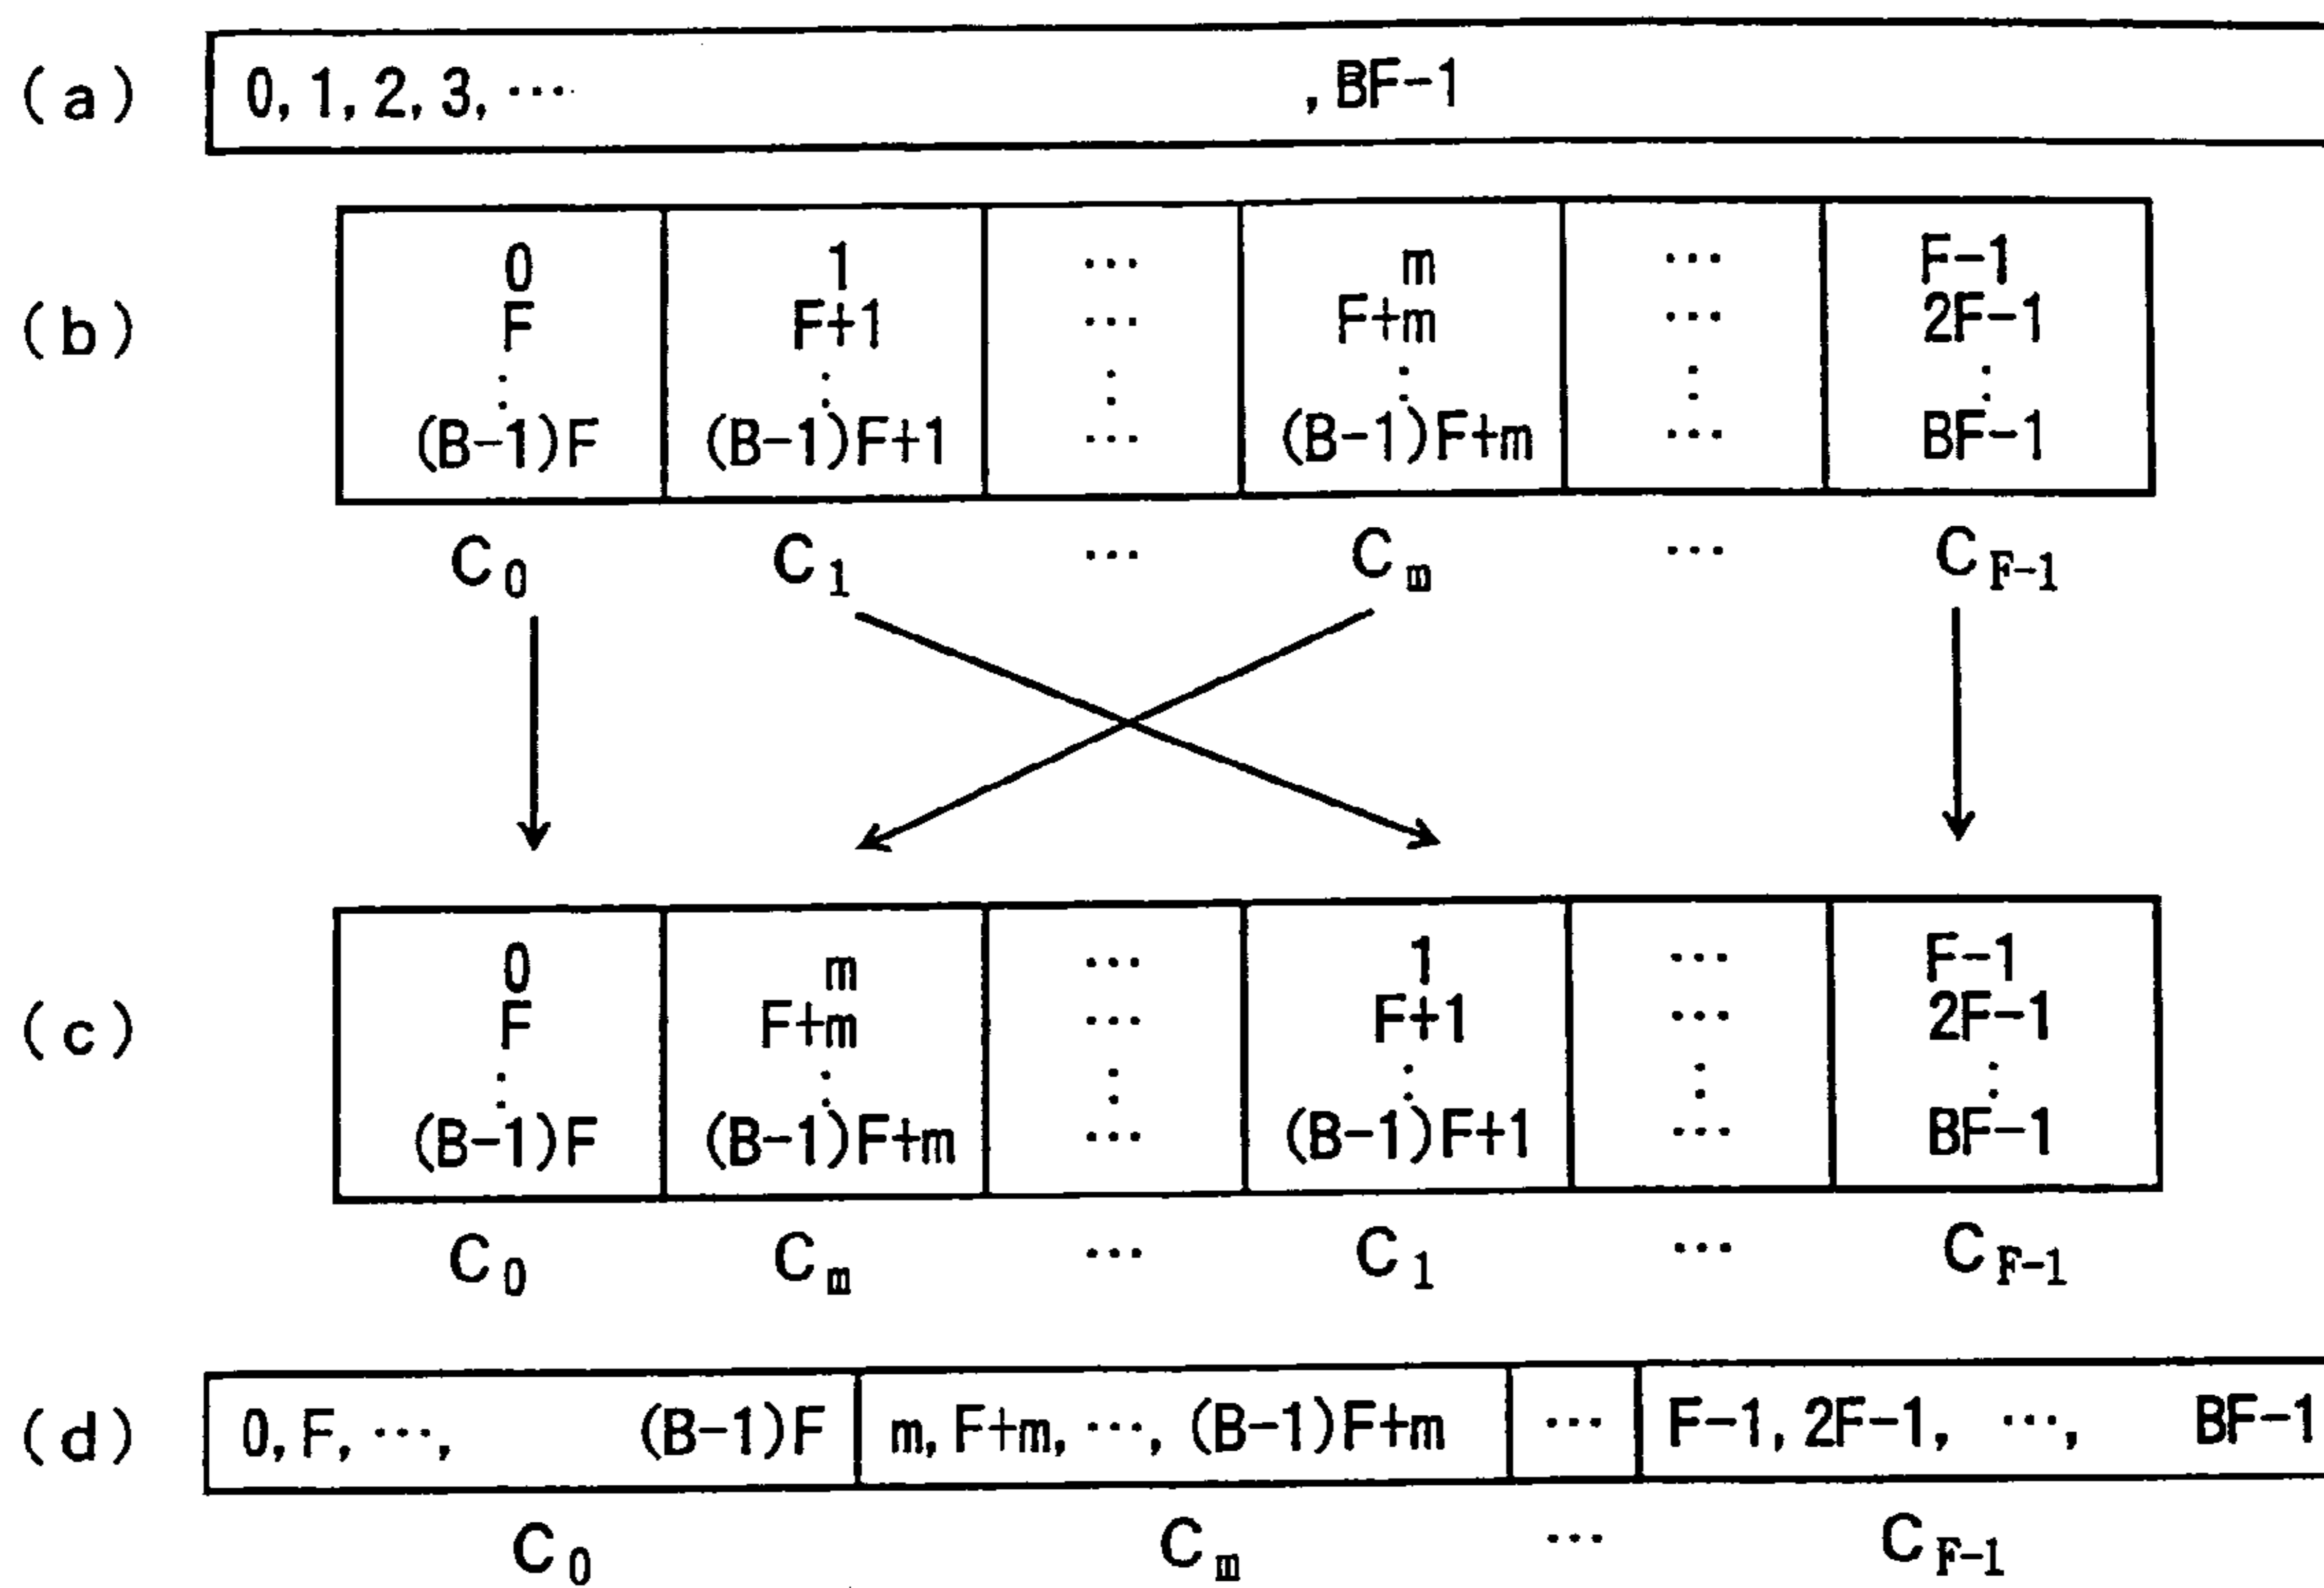 (a) 0, 1, 2, 3, ··· , BF-1
0 1 ··· m ··· F-1
(b) F F+1 ··· F+m ··· 2F-1
: : : : : :
(B-1)F (B-1)F+1 ··· (B-1)F+m ··· BF-1
C0 C1 ··· Cm ··· CF-1
0 m ··· 1 ··· F-1
(c) F F+m ··· F+1 ··· 2F-1
: : : : : :
(B-1)F (B-1)F+m ··· (B-1)F+1 ··· BF-1
C0 Cm ··· C1 ··· CF-1
(d) 0, F, ···, (B-1)F m, F+m, ···, (B-1)F+m ··· F-1, 2F-1, ···, BF-1
C0 Cm ··· CF-1